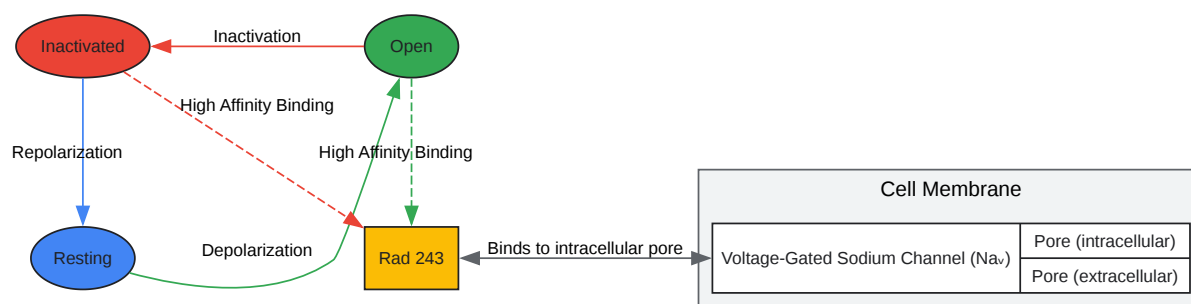 Inactivated
Inactivation
Open
High Affinity Binding
Repolarization
High Affinity Binding
Cell Membrane
Resting
Depolarization
Rad 243
Binds to intracellular pore
Voltage-Gated Sodium Channel (Naᵥ)
Pore (intracellular)
Pore (extracellular)